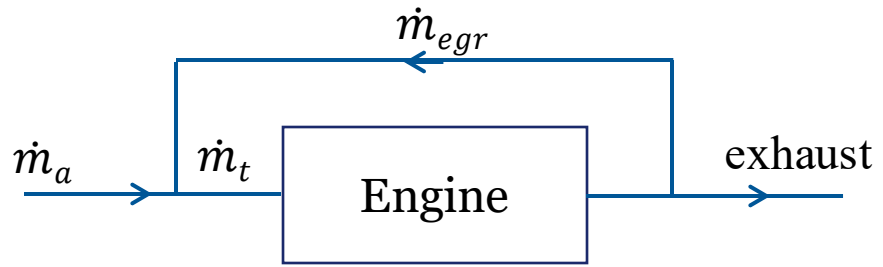 ṁ_egr
ṁ_a
ṁ_t
exhaust
Engine